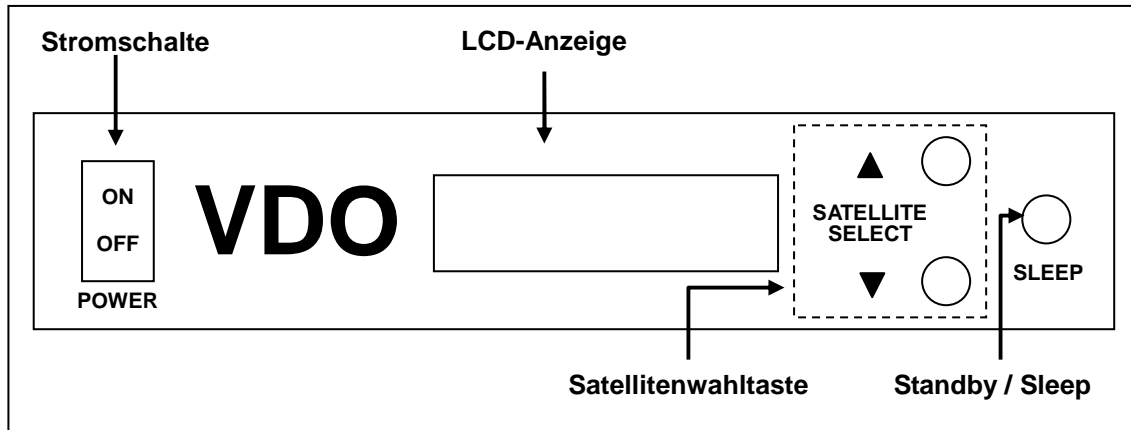 Stromschalte
LCD-Anzeige
ON
OFF
POWER
VDO
▲
SATELLITE
SELECT
▼
SLEEP
Satellitenwahltaste
Standby / Sleep